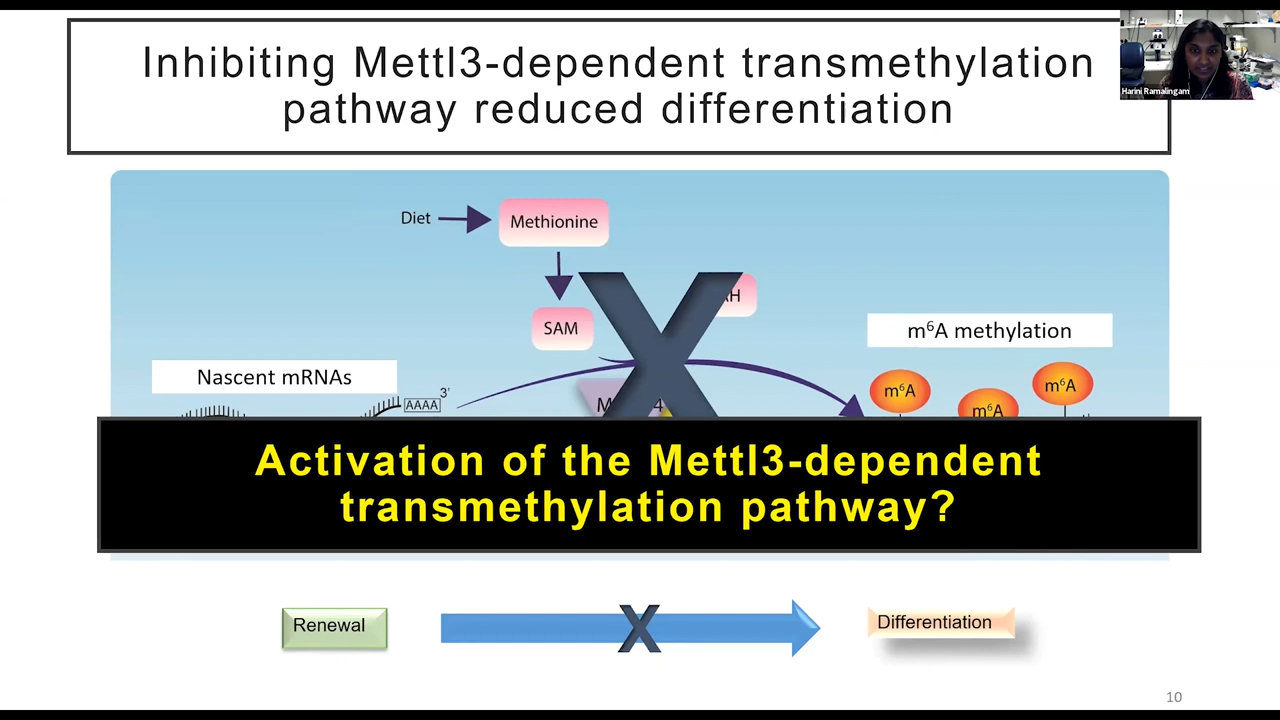 Inhibiting Mettl3-dependent transmethylation
pathway reduced differentiation
Harini Ramalingam
Diet
Methionine
SAM
m⁶A methylation
Nascent mRNAs
AAAA
3'
m⁶A
m⁶A
m⁶A
Activation of the Mettl3-dependent
transmethylation pathway?
Renewal
X
Differentiation
10